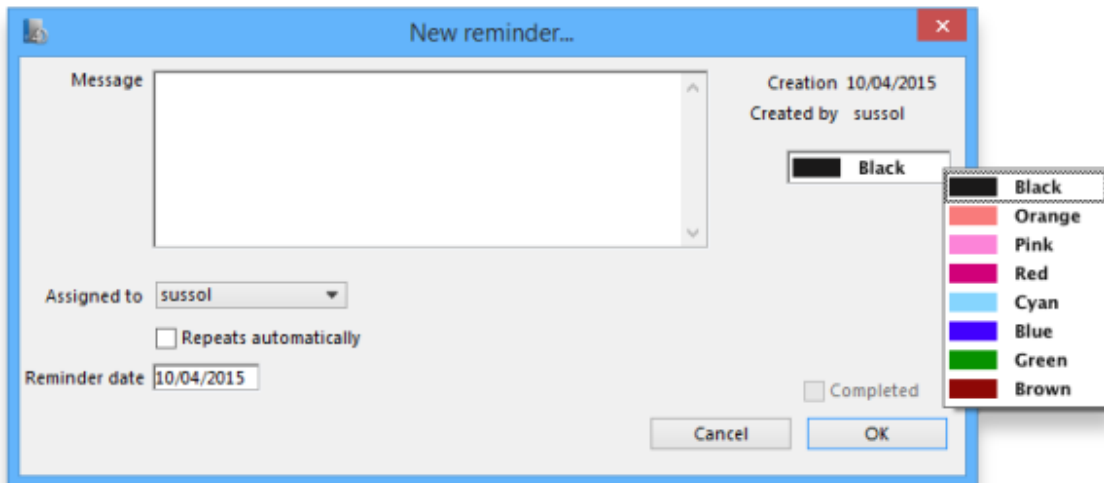 New reminder...
Message
Creation 10/04/2015
Created by sussol
Black
Black
Orange
Pink
Red
Cyan
Blue
Green
Brown
Assigned to sussol
Repeats automatically
Reminder date 10/04/2015
Completed
Cancel OK